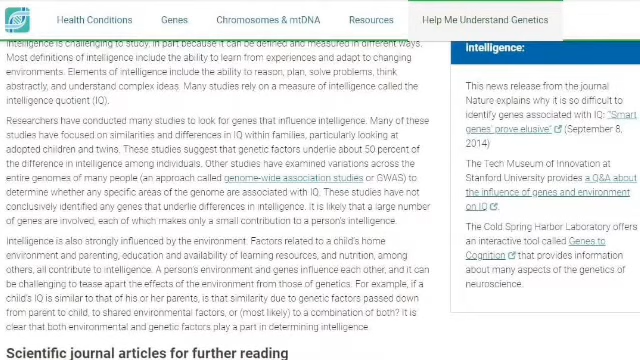 Health Conditions
Genes
Chromosomes & mtDNA
Resources
Help Me Understand Genetics
Intelligence is challenging to study, in part because it can be defined and measured in different ways.
Most definitions of intelligence include the ability to learn from experiences and adapt to changing
environments. Elements of intelligence include the ability to reason, plan, solve problems, think
abstractly, and understand complex ideas. Many studies rely on a measure of intelligence called the
intelligence quotient (IQ).
Researchers have conducted many studies to look for genes that influence intelligence. Many of these
studies have focused on similarities and differences in IQ within families, particularly looking at
adopted children and twins. These studies suggest that genetic factors underlie about 50 percent of
the difference in intelligence among individuals. Other studies have examined variations across the
entire genomes of many people (an approach called genome-wide association studies or GWAS) to
determine whether any specific areas of the genome are associated with IQ. These studies have not
conclusively identified any genes that underlie differences in intelligence. It is likely that a large number
of genes are involved, each of which makes only a small contribution to a person's intelligence.
Intelligence is also strongly influenced by the environment. Factors related to a child's home
environment and parenting, education and availability of learning resources, and nutrition, among
others, all contribute to intelligence. A person's environment and genes influence each other, and it can
be challenging to tease apart the effects of the environment from those of genetics. For example, if a
child's IQ is similar to that of his or her parents, is that similarity due to genetic factors passed down
from parent to child, to shared environmental factors, or (most likely) to a combination of both? It is
clear that both environmental and genetic factors play a part in determining intelligence.
Scientific journal articles for further reading
intelligence:
This news release from the journal
Nature explains why it is so difficult to
identify genes associated with IQ: "Smart
genes' prove elusive" (September 8,
2014)
The Tech Museum of Innovation at
Stanford University provides a Q&A about
the influence of genes and environment
on IQ.
The Cold Spring Harbor Laboratory offers
an interactive tool called Genes to
Cognition that provides information
about many aspects of the genetics of
neuroscience.